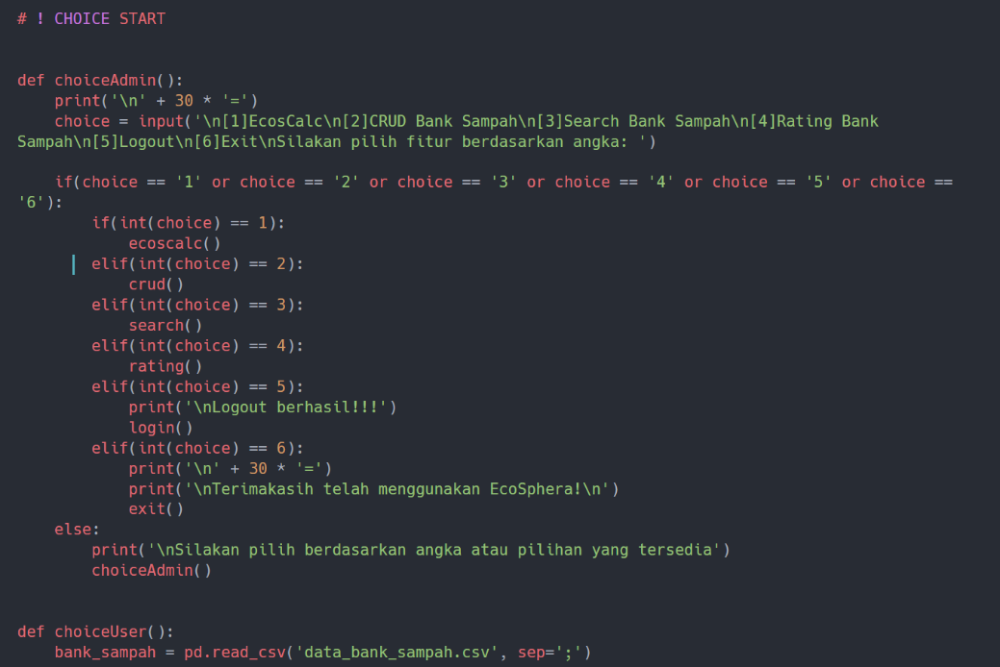 # ! CHOICE START
def choiceAdmin():
    print('\n' + 30 * '=')
    choice = input('\n[1]EcosCalc\n[2]CRUD Bank Sampah\n[3]Search Bank Sampah\n[4]Rating Bank
Sampah\n[5]Logout\n[6]Exit\nSilakan pilih fitur berdasarkan angka: ')
    if(choice == '1' or choice == '2' or choice == '3' or choice == '4' or choice == '5' or choice ==
'6'):
        if(int(choice) == 1):
            ecoscalc()
        elif(int(choice) == 2):
            crud()
        elif(int(choice) == 3):
            search()
        elif(int(choice) == 4):
            rating()
        elif(int(choice) == 5):
            print('\nLogout berhasil!!!')
            login()
        elif(int(choice) == 6):
            print('\n' + 30 * '=')
            print('\nTerimakasih telah menggunakan EcoSphera!\n')
            exit()
    else:
        print('\nSilakan pilih berdasarkan angka atau pilihan yang tersedia')
        choiceAdmin()
def choiceUser():
    bank_sampah = pd.read_csv('data_bank_sampah.csv', sep=';')